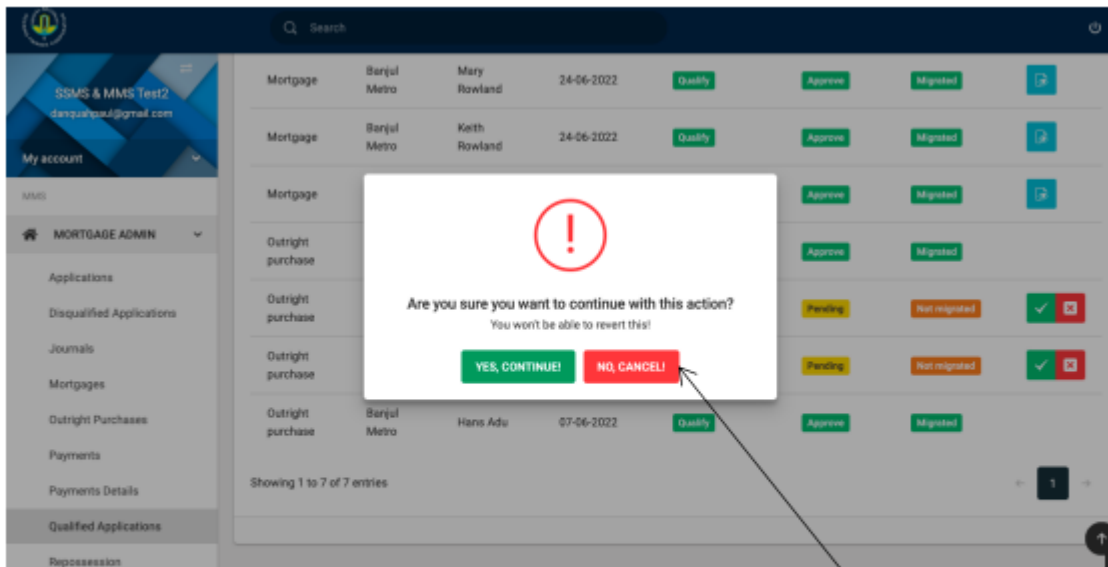 Search
SSMS & MMS Test2
danquahpaul@gmail.com
My account
MMS
MORTGAGE ADMIN
Applications
Disqualified Applications
Journals
Mortgages
Outright Purchases
Payments
Payments Details
Qualified Applications
Repossession
Mortgage Banjul Metro Mary Rowland 24-06-2022 Qualify Approve Migrated
Mortgage Banjul Metro Keith Rowland 24-06-2022 Qualify Approve Migrated
Mortgage Approve Migrated
Outright purchase Approve Migrated
Outright purchase Pending Not migrated
Outright purchase Pending Not migrated
Outright purchase Banjul Metro Hans Adu 07-06-2022 Qualify Approve Migrated
Showing 1 to 7 of 7 entries
← 1 →
!
Are you sure you want to continue with this action?
You won't be able to revert this!
YES, CONTINUE! NO, CANCEL!